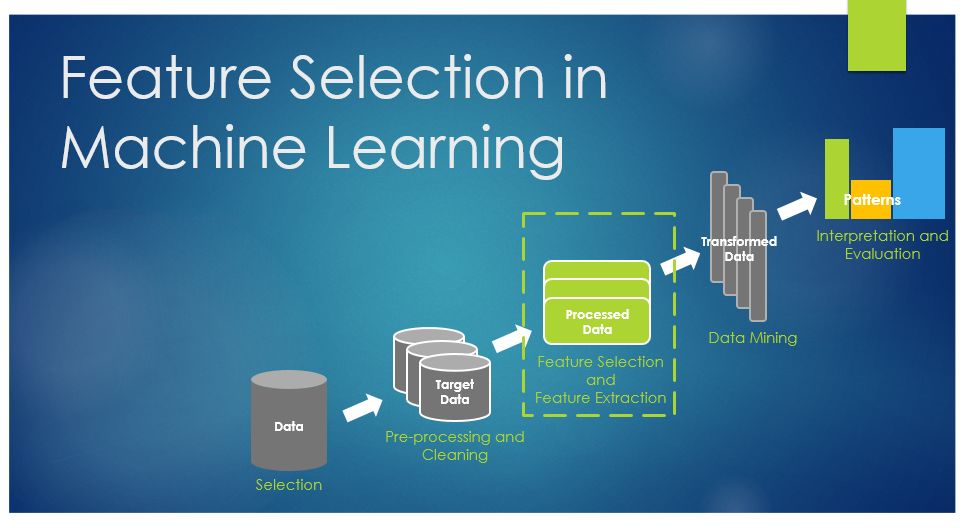 Feature Selection in
Machine Learning
Patterns
Interpretation and
Evaluation
Transformed
Data
Data Mining
Processed
Data
Feature Selection
and
Feature Extraction
Target
Data
Pre-processing and
Cleaning
Data
Selection